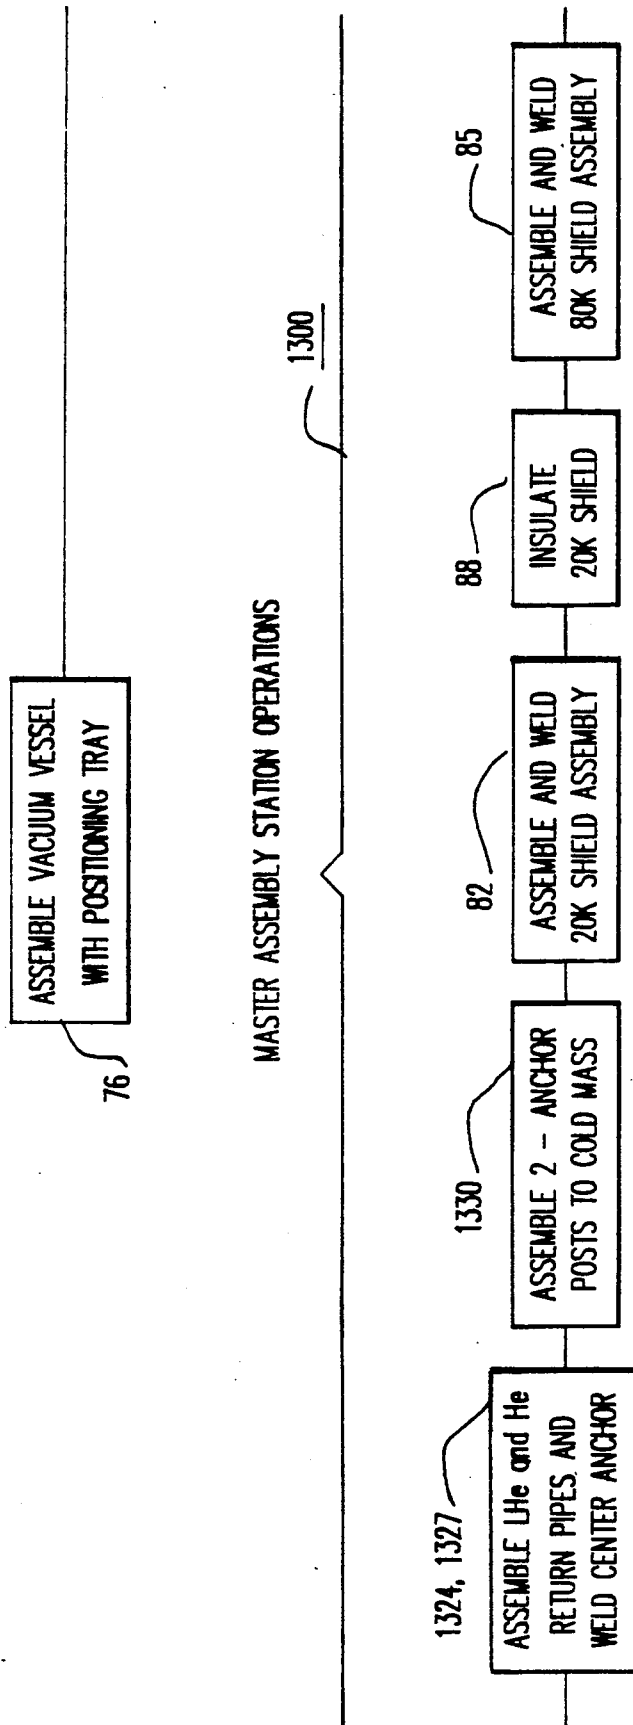 ASSEMBLE VACUUM VESSEL
WITH POSITIONING TRAY
76
MASTER ASSEMBLY STATION OPERATIONS
1300
1324, 1327
ASSEMBLE LHe and He
RETURN PIPES, AND
WELD CENTER ANCHOR
1330
ASSEMBLE 2 - ANCHOR
POSTS TO COLD MASS
82
ASSEMBLE AND WELD
20K SHIELD ASSEMBLY
88
INSULATE
20K SHIELD
85
ASSEMBLE AND WELD
80K SHIELD ASSEMBLY